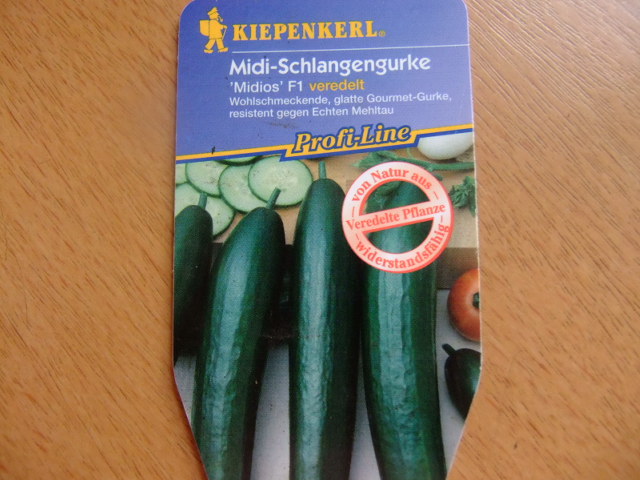 KIEPENKERL®
Midi-Schlangengurke
'Midios' F1 veredelt
Wohlschmeckende, glatte Gourmet-Gurke,
resistent gegen Echten Mehltau
Profi-Line
von Natur aus
Veredelte Pflanze
widerstandsfähig